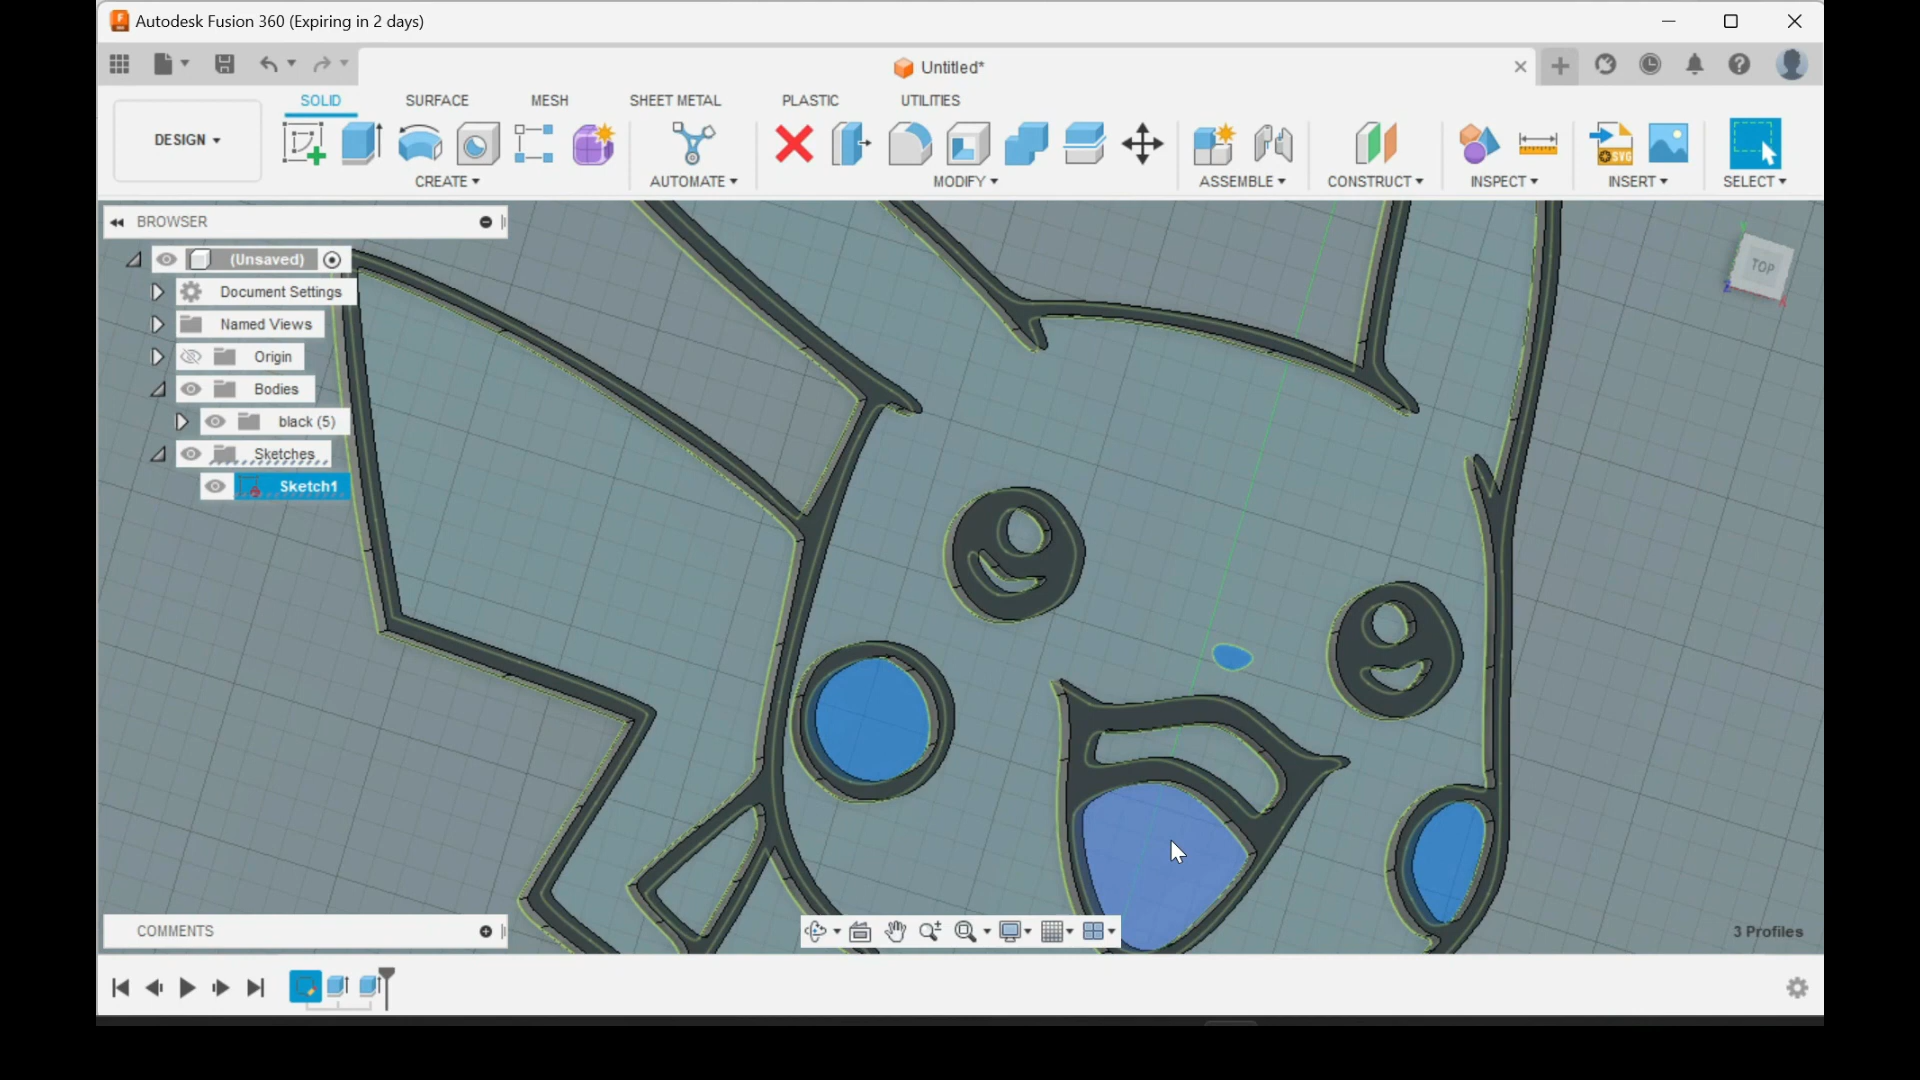 Autodesk Fusion 360 (Expiring in 2 days)
Untitled*
SOLID SURFACE MESH SHEET METAL PLASTIC UTILITIES
DESIGN
SVG
CREATE AUTOMATE MODIFY ASSEMBLE CONSTRUCT INSPECT INSERT SELECT
BROWSER
(Unsaved)
Document Settings
Named Views
Origin
Bodies
black (5)
Sketches
Sketch1
Y
TOP
Z
X
COMMENTS
3 Profiles